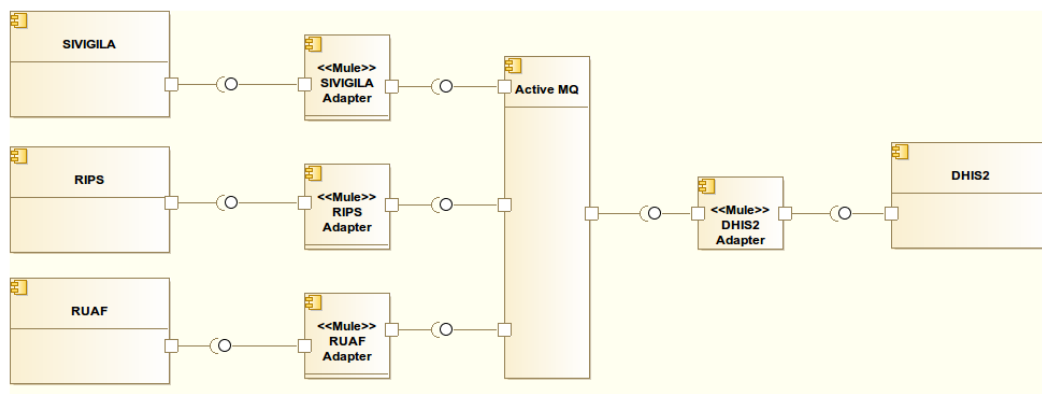 SIVIGILA
<<Mule>>
SIVIGILA
Adapter
Active MQ
RIPS
<<Mule>>
RIPS
Adapter
<<Mule>>
DHIS2
Adapter
DHIS2
RUAF
<<Mule>>
RUAF
Adapter